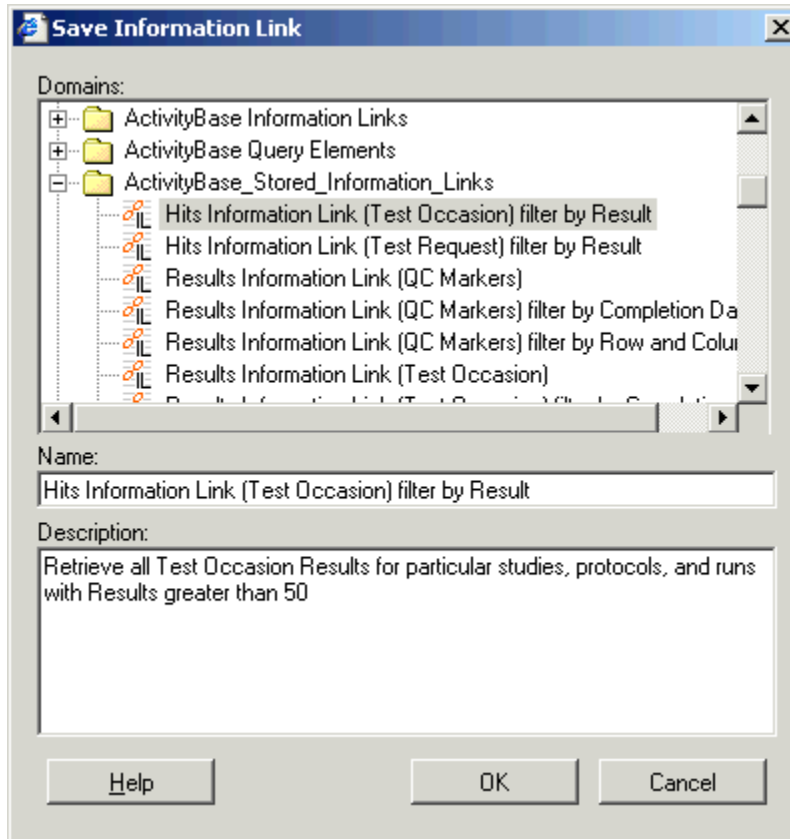 Save Information Link
Domains:
ActivityBase Information Links
ActivityBase Query Elements
ActivityBase_Stored_Information_Links
Hits Information Link (Test Occasion) filter by Result
Hits Information Link (Test Request) filter by Result
Results Information Link (QC Markers)
Results Information Link (QC Markers) filter by Completion Da
Results Information Link (QC Markers) filter by Row and Colu
Results Information Link (Test Occasion)
Name:
Hits Information Link (Test Occasion) filter by Result
Description:
Retrieve all Test Occasion Results for particular studies, protocols, and runs
with Results greater than 50
Help OK Cancel